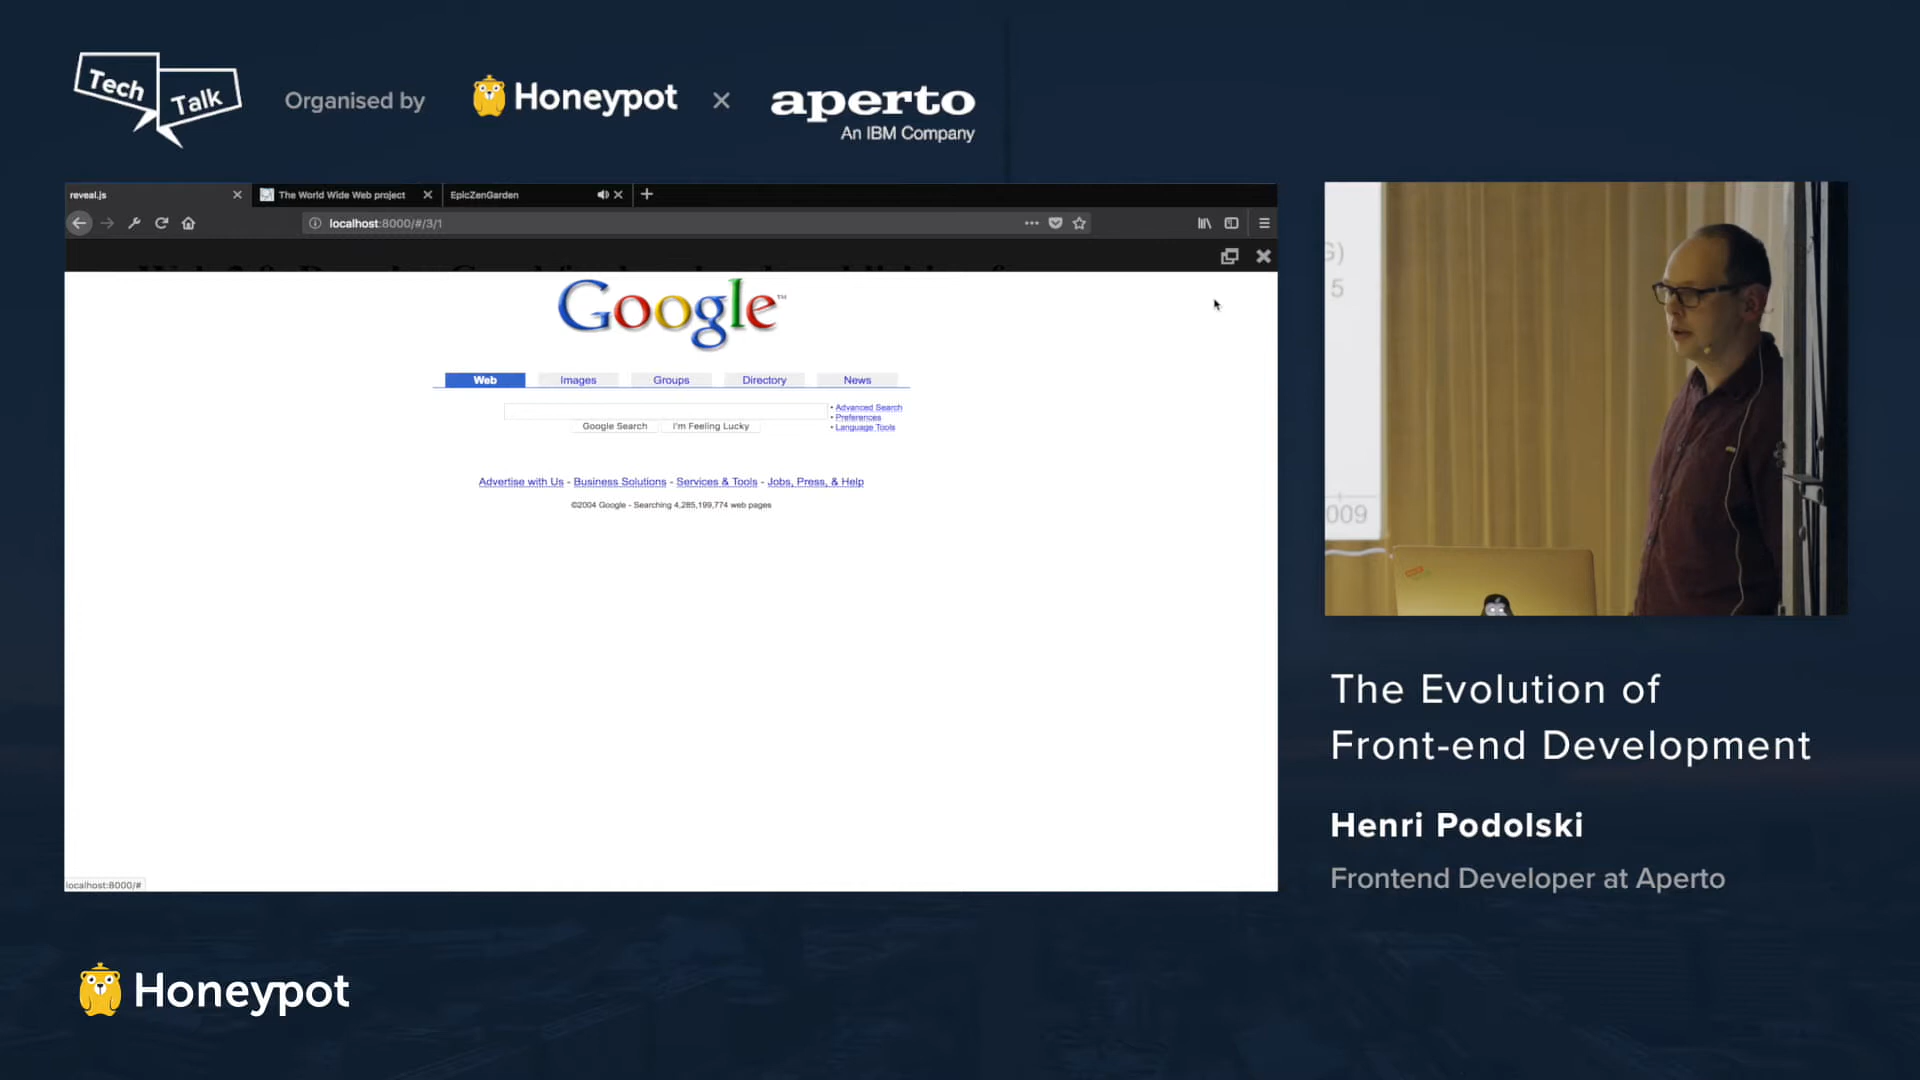 Tech
Talk
Organised by
Honeypot
×
aperto
An IBM Company
reveal.js
The World Wide Web project
EpicZenGarden
localhost:8000/#/3/1
Google™
Web
Images
Groups
Directory
News
• Advanced Search
• Preferences
• Language Tools
Google Search
I'm Feeling Lucky
Advertise with Us - Business Solutions - Services & Tools - Jobs, Press, & Help
©2004 Google - Searching 4,285,199,774 web pages
localhost:8000/#
G)
5
009
The Evolution of
Front-end Development
Henri Podolski
Frontend Developer at Aperto
Honeypot